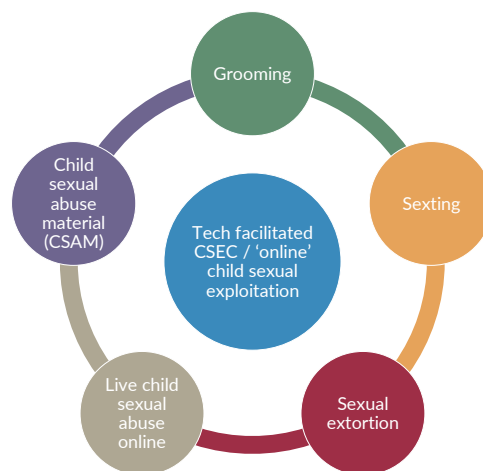 Grooming
Child
sexual
abuse
material
(CSAM)
Sexting
Tech facilitated
CSEC / ‘online’
child sexual
exploitation
Live child
sexual
abuse
online
Sexual
extortion